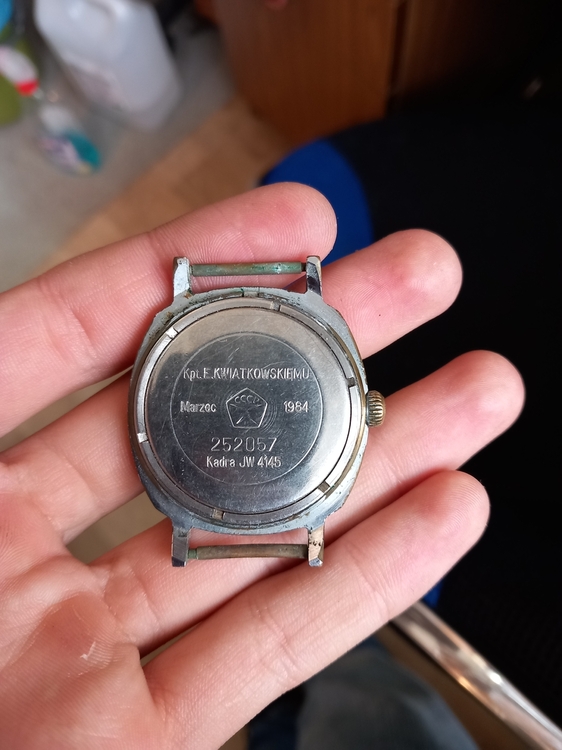 Kpt. E. KWIATKOWSKIEMU
CCCP
Marzec 1984
252057
Kadra JW 4145